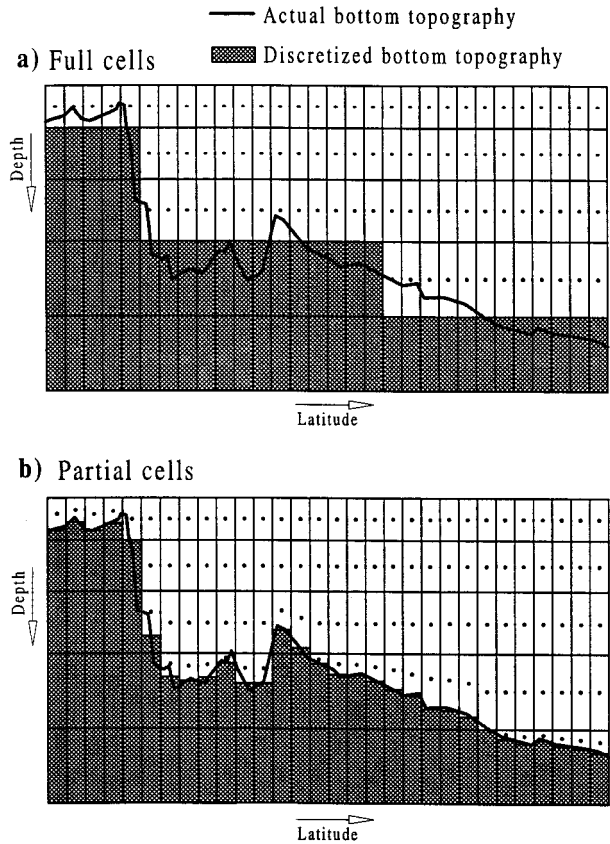 Actual bottom topography
Discretized bottom topography
a) Full cells
Depth
Latitude
b) Partial cells
Depth
Latitude